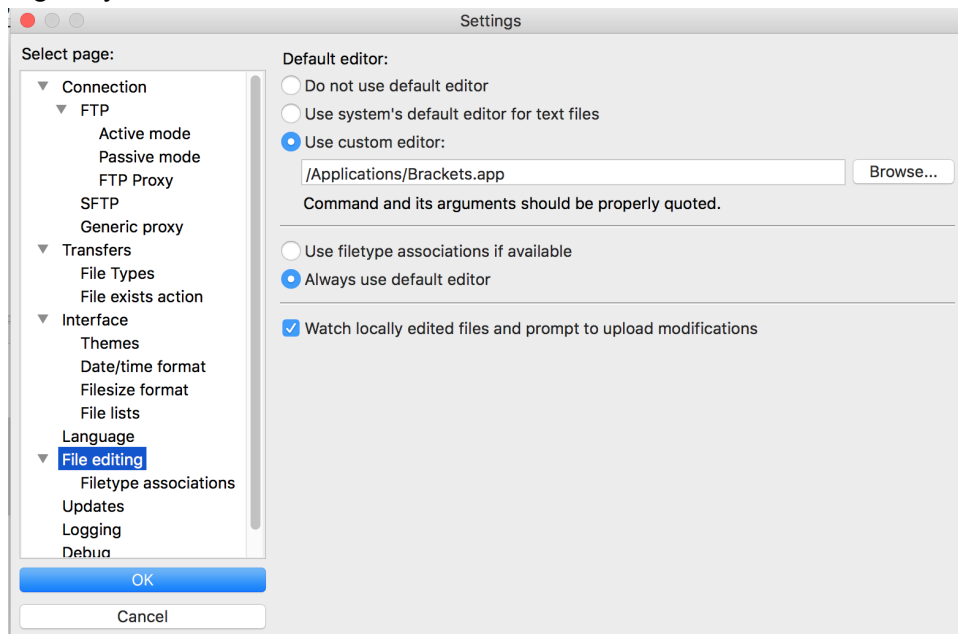 Settings
Select page:
Connection
FTP
Active mode
Passive mode
FTP Proxy
SFTP
Generic proxy
Transfers
File Types
File exists action
Interface
Themes
Date/time format
Filesize format
File lists
Language
File editing
Filetype associations
Updates
Logging
Debug
OK
Cancel
Default editor:
Do not use default editor
Use system's default editor for text files
Use custom editor:
/Applications/Brackets.app
Browse...
Command and its arguments should be properly quoted.
Use filetype associations if available
Always use default editor
Watch locally edited files and prompt to upload modifications